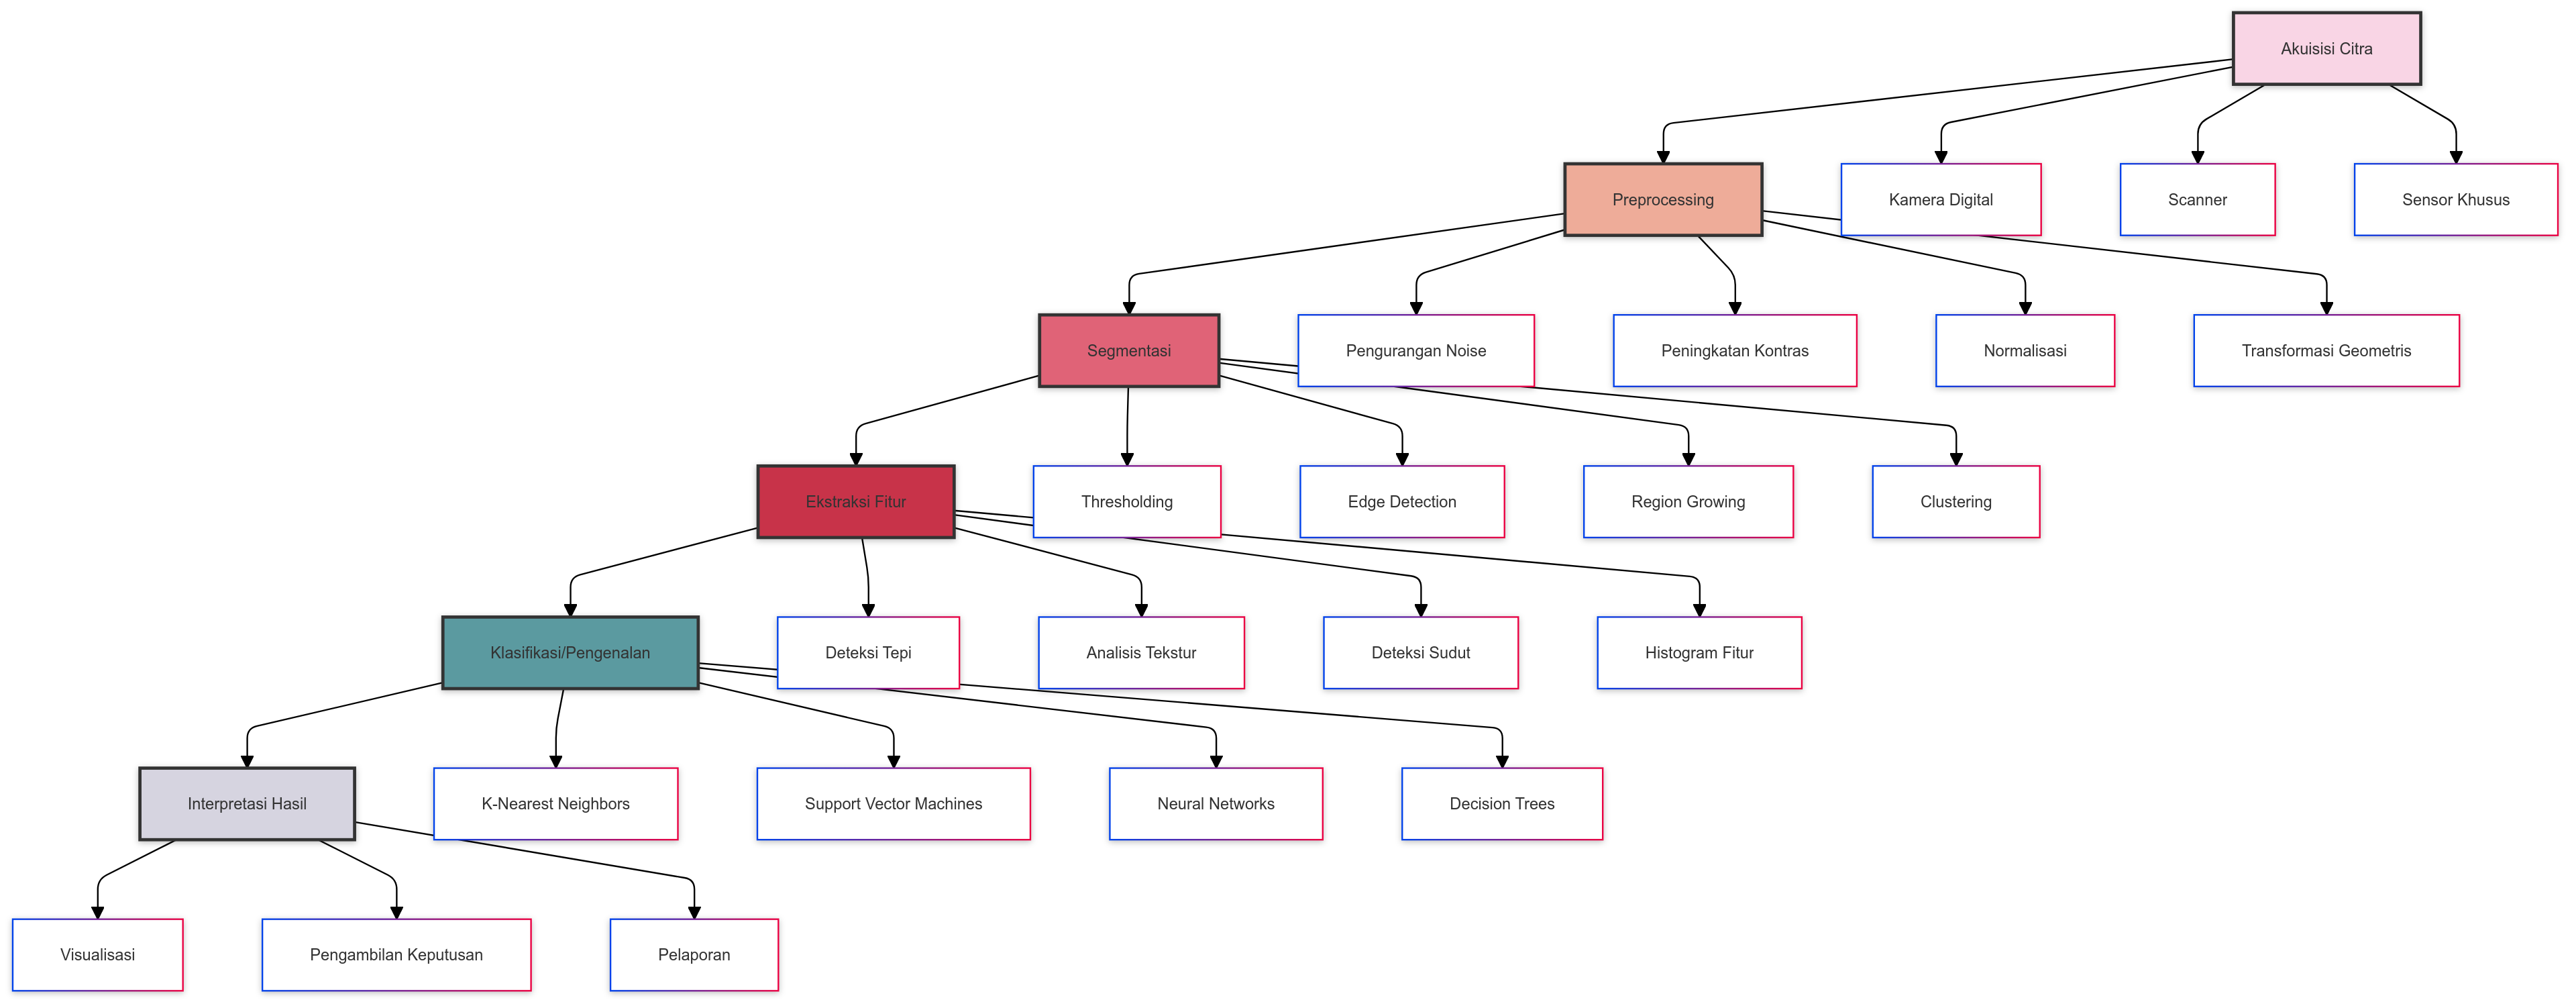 Akuisisi Citra
Preprocessing
Kamera Digital
Scanner
Sensor Khusus
Segmentasi
Pengurangan Noise
Peningkatan Kontras
Normalisasi
Transformasi Geometris
Ekstraksi Fitur
Thresholding
Edge Detection
Region Growing
Clustering
Klasifikasi/Pengenalan
Deteksi Tepi
Analisis Tekstur
Deteksi Sudut
Histogram Fitur
Interpretasi Hasil
K-Nearest Neighbors
Support Vector Machines
Neural Networks
Decision Trees
Visualisasi
Pengambilan Keputusan
Pelaporan